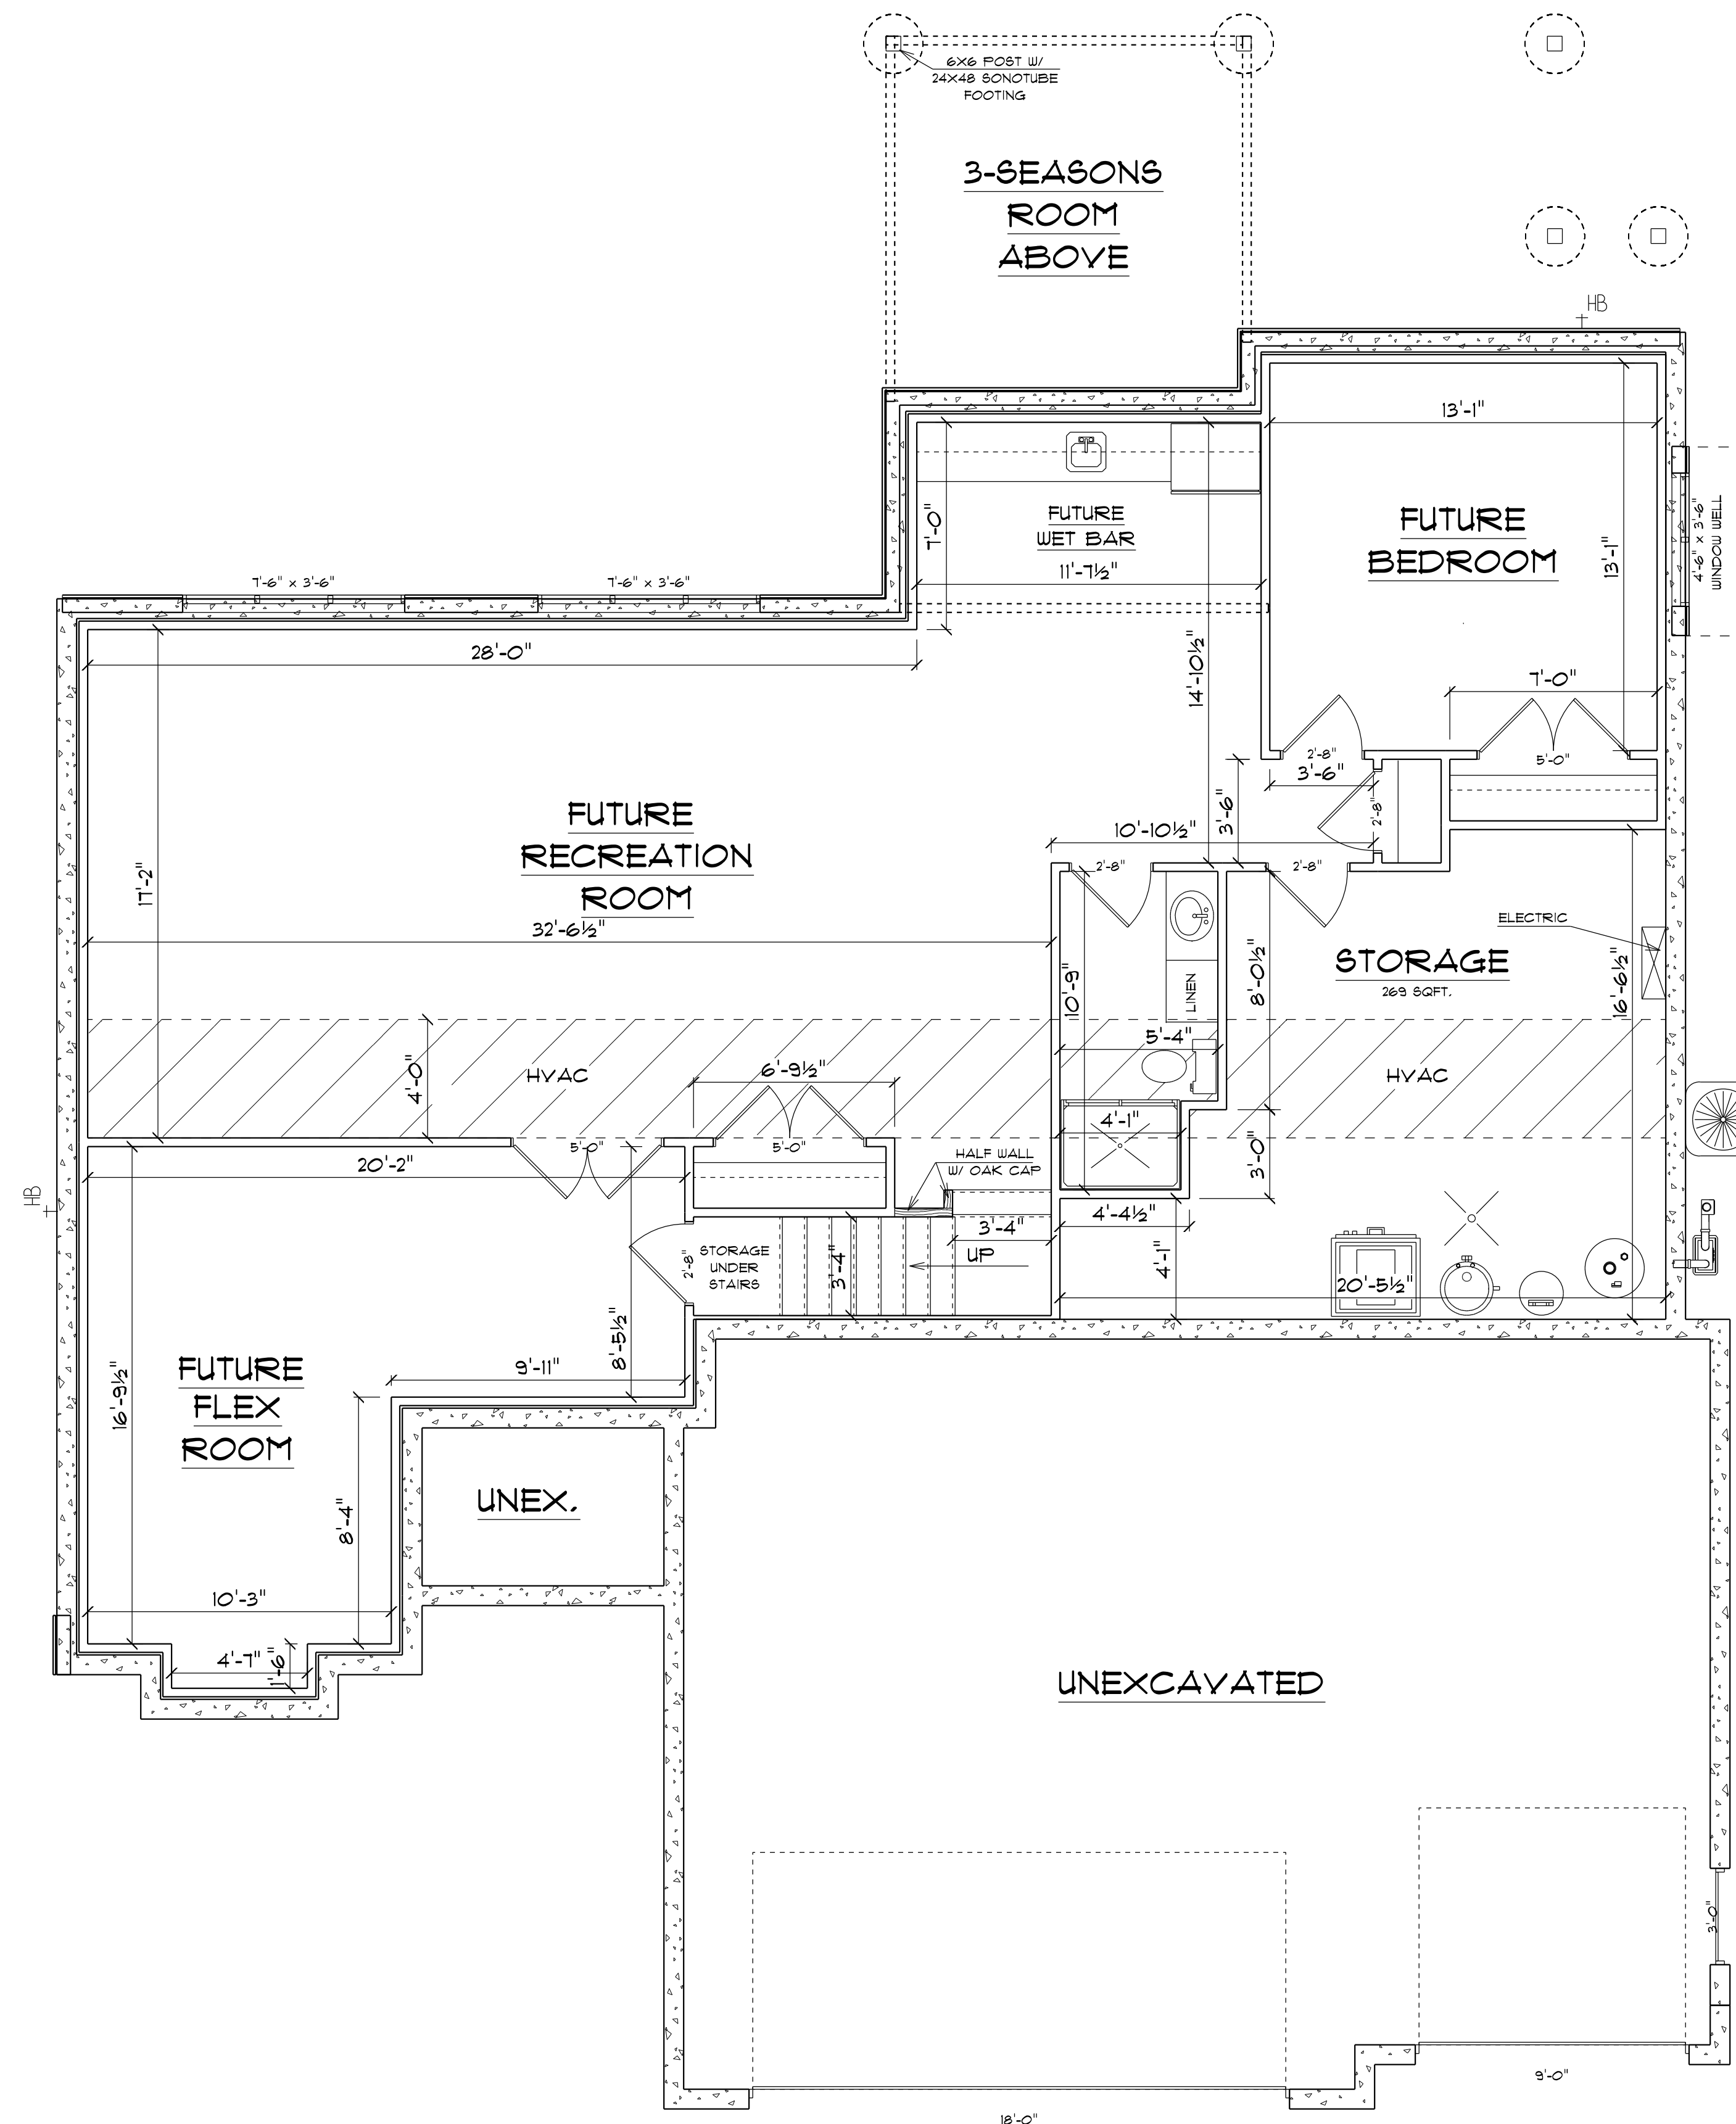 6X6 POST W/
24X48 SONOTUBE
FOOTING
3-SEASONS
ROOM
ABOVE
HB
13'-1"
7'-0"
FUTURE
WET BAR
11'-7½"
FUTURE
BEDROOM
13'-1"
4'-6" x 3'-6"
WINDOW WELL
7'-6" x 3'-6"
7'-6" x 3'-6"
28'-0"
14'-10½"
7'-0"
2'-8"
5'-0"
3'-6"
2'-8"
3'-6"
10'-10½"
FUTURE
RECREATION
ROOM
17'-2"
32'-6½"
2'-8"
2'-8"
ELECTRIC
STORAGE
269 SQFT.
10'-9"
LINEN
8'-0½"
16'-6½"
5'-4"
4'-0"
HVAC
6'-9½"
HVAC
4'-1"
5'-0"
5'-0"
20'-2"
HALF WALL
W/ OAK CAP
3'-0"
HB
4'-4½"
3'-4"
UP
STORAGE
UNDER
STAIRS
2'-8"
3'-4"
4'-1"
20'-5½"
8'-5½"
9'-11"
FUTURE
FLEX
ROOM
16'-9½"
8'-4"
UNEX.
10'-3"
4'-7"
1'-6"
UNEXCAVATED
3'-0"
9'-0"
18'-0"